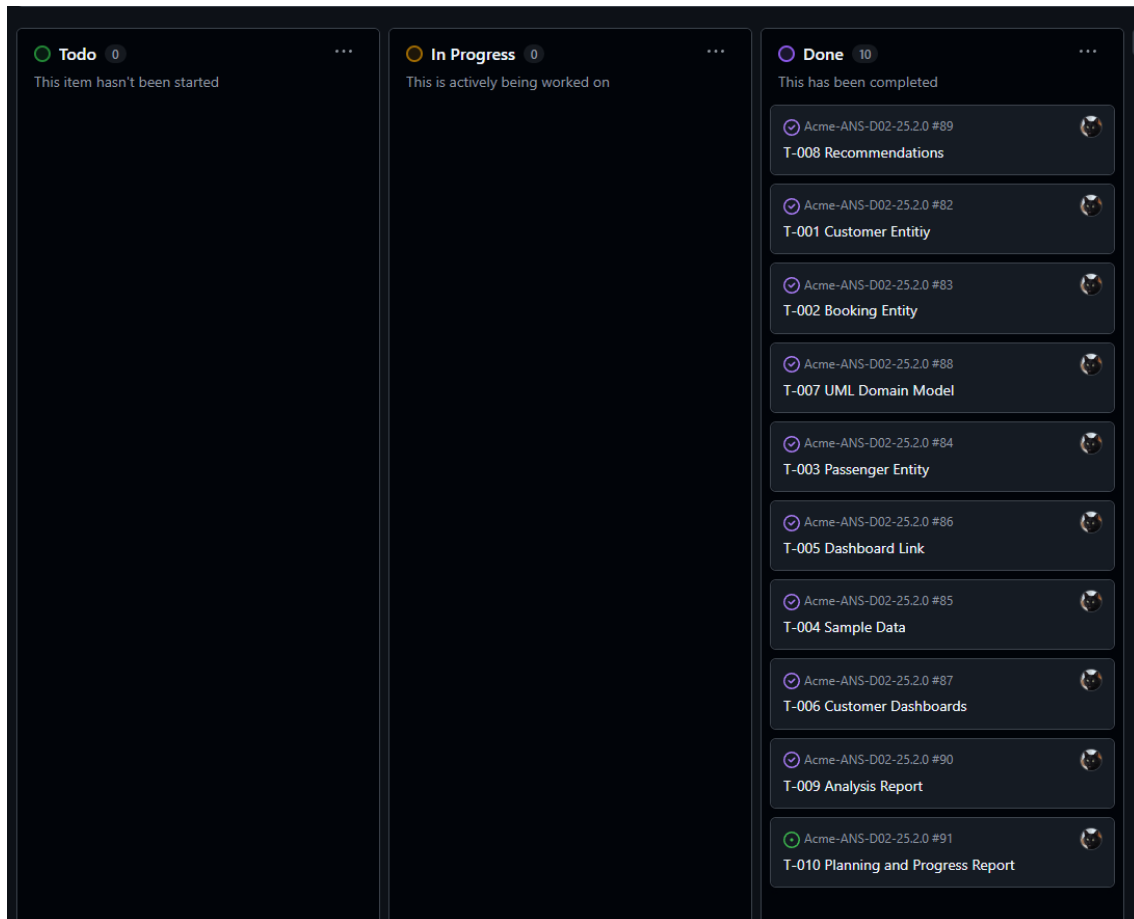 Todo 0 ...
This item hasn't been started
In Progress 0 ...
This is actively being worked on
Done 10 ...
This has been completed
Acme-ANS-D02-25.2.0 #89
T-008 Recommendations
Acme-ANS-D02-25.2.0 #82
T-001 Customer Entitiy
Acme-ANS-D02-25.2.0 #83
T-002 Booking Entity
Acme-ANS-D02-25.2.0 #88
T-007 UML Domain Model
Acme-ANS-D02-25.2.0 #84
T-003 Passenger Entity
Acme-ANS-D02-25.2.0 #86
T-005 Dashboard Link
Acme-ANS-D02-25.2.0 #85
T-004 Sample Data
Acme-ANS-D02-25.2.0 #87
T-006 Customer Dashboards
Acme-ANS-D02-25.2.0 #90
T-009 Analysis Report
Acme-ANS-D02-25.2.0 #91
T-010 Planning and Progress Report